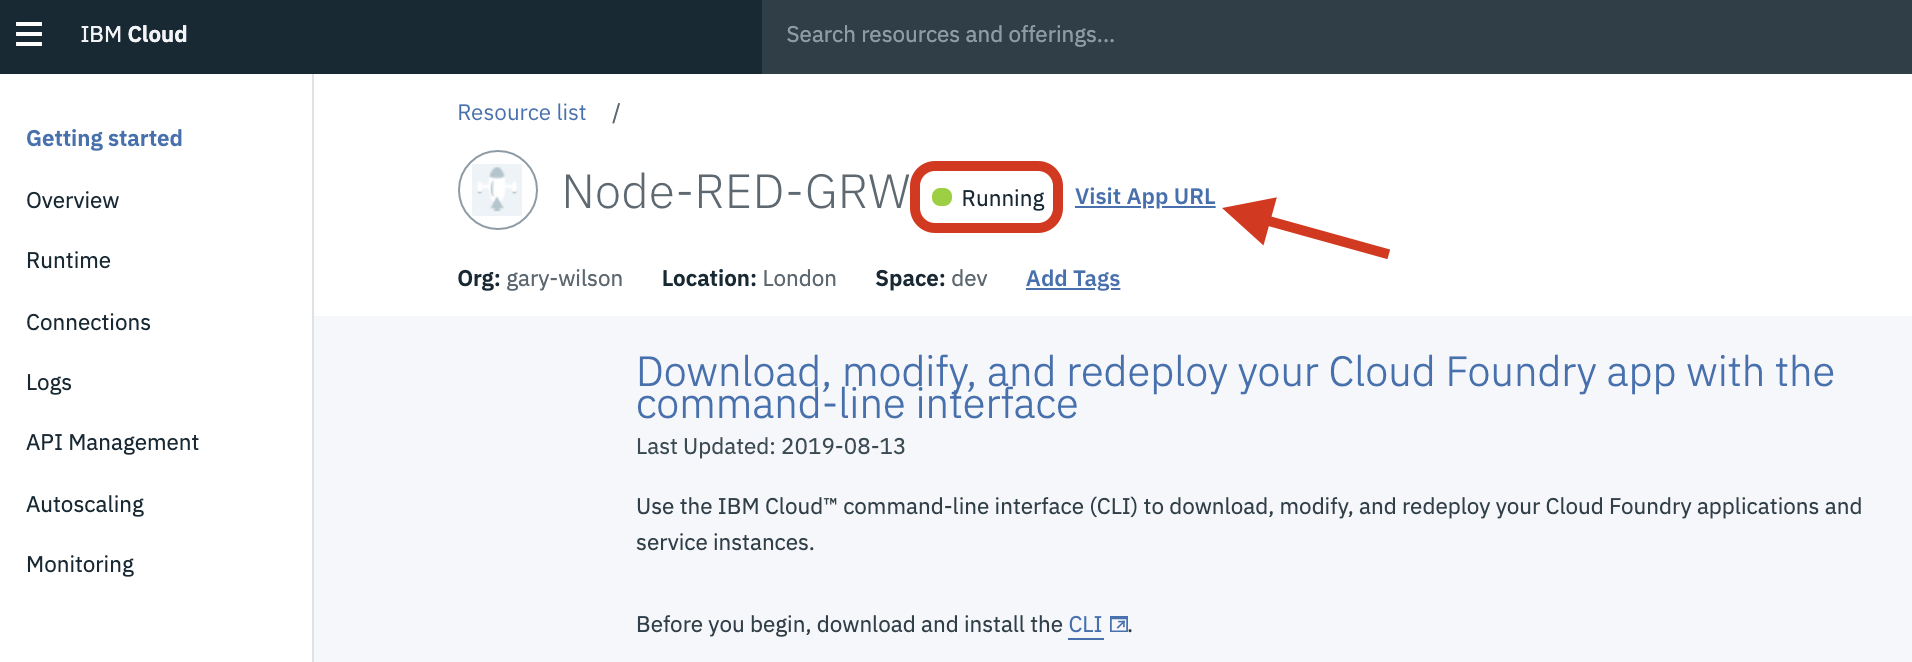 IBM Cloud
Search resources and offerings...
Getting started
Overview
Runtime
Connections
Logs
API Management
Autoscaling
Monitoring
Resource list /
Node-RED-GRW Running Visit App URL
Org: gary-wilson Location: London Space: dev Add Tags
Download, modify, and redeploy your Cloud Foundry app with the
command-line interface
Last Updated: 2019-08-13
Use the IBM Cloud™ command-line interface (CLI) to download, modify, and redeploy your Cloud Foundry applications and
service instances.
Before you begin, download and install the CLI.